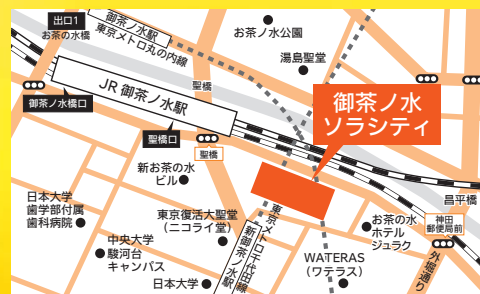 出口1
お茶の水橋
御茶ノ水駅
東京メトロ丸の内線
お茶ノ水公園
湯島聖堂
聖橋
JR 御茶ノ水駅
御茶ノ水
ソラシティ
御茶ノ水橋口
聖橋口
聖橋
新お茶の水
ビル
昌平橋
日本大学
歯学部付属
歯科病院
東京復活大聖堂
(ニコライ堂)
東京メトロ千代田線
新御茶ノ水駅
お茶の水
ホテル
ジュラク
神田
郵便局前
中央大学
駿河台
キャンパス
WATERAS
(ワテラス)
外堀通り
日本大学